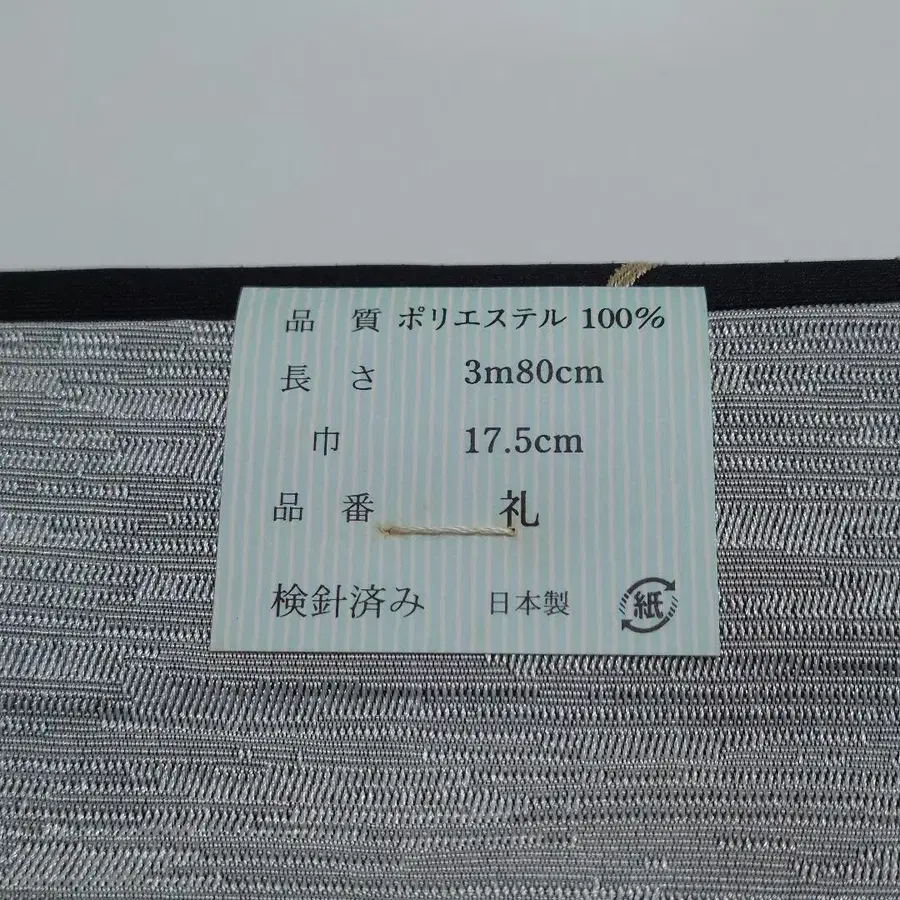 品 質 ポリエステル 100%
長 さ 3m80cm
巾 17.5cm
品 番 礼
検針済み 日本製 紙